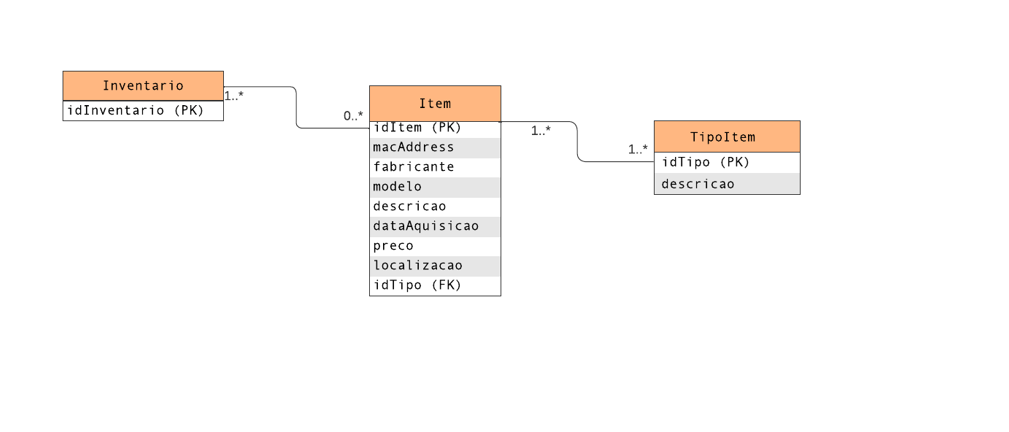 Inventario
idInventario (PK)
1..*
0..*
Item
idItem (PK)
macAddress
fabricante
modelo
descricao
dataAquisicao
preco
localizacao
idTipo (FK)
1..*
1..*
TipoItem
idTipo (PK)
descricao